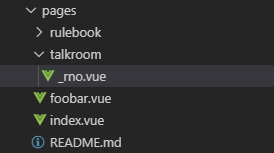 pages
rulebook
talkroom
_rno.vue
foobar.vue
index.vue
README.md